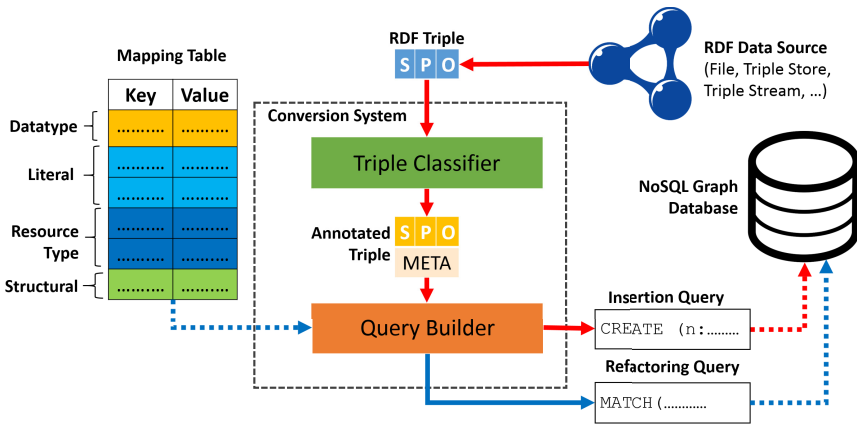 Mapping Table
Key Value
Datatype
.......... ..........
Literal
.......... ..........
.......... ..........
Resource
Type
.......... ..........
.......... ..........
Structural
.......... ..........
RDF Triple
S P O
RDF Data Source
(File, Triple Store,
Triple Stream, ...)
Conversion System
Triple Classifier
Annotated
Triple
S P O
META
Query Builder
NoSQL Graph
Database
Insertion Query
CREATE (n:.........
Refactoring Query
MATCH(............